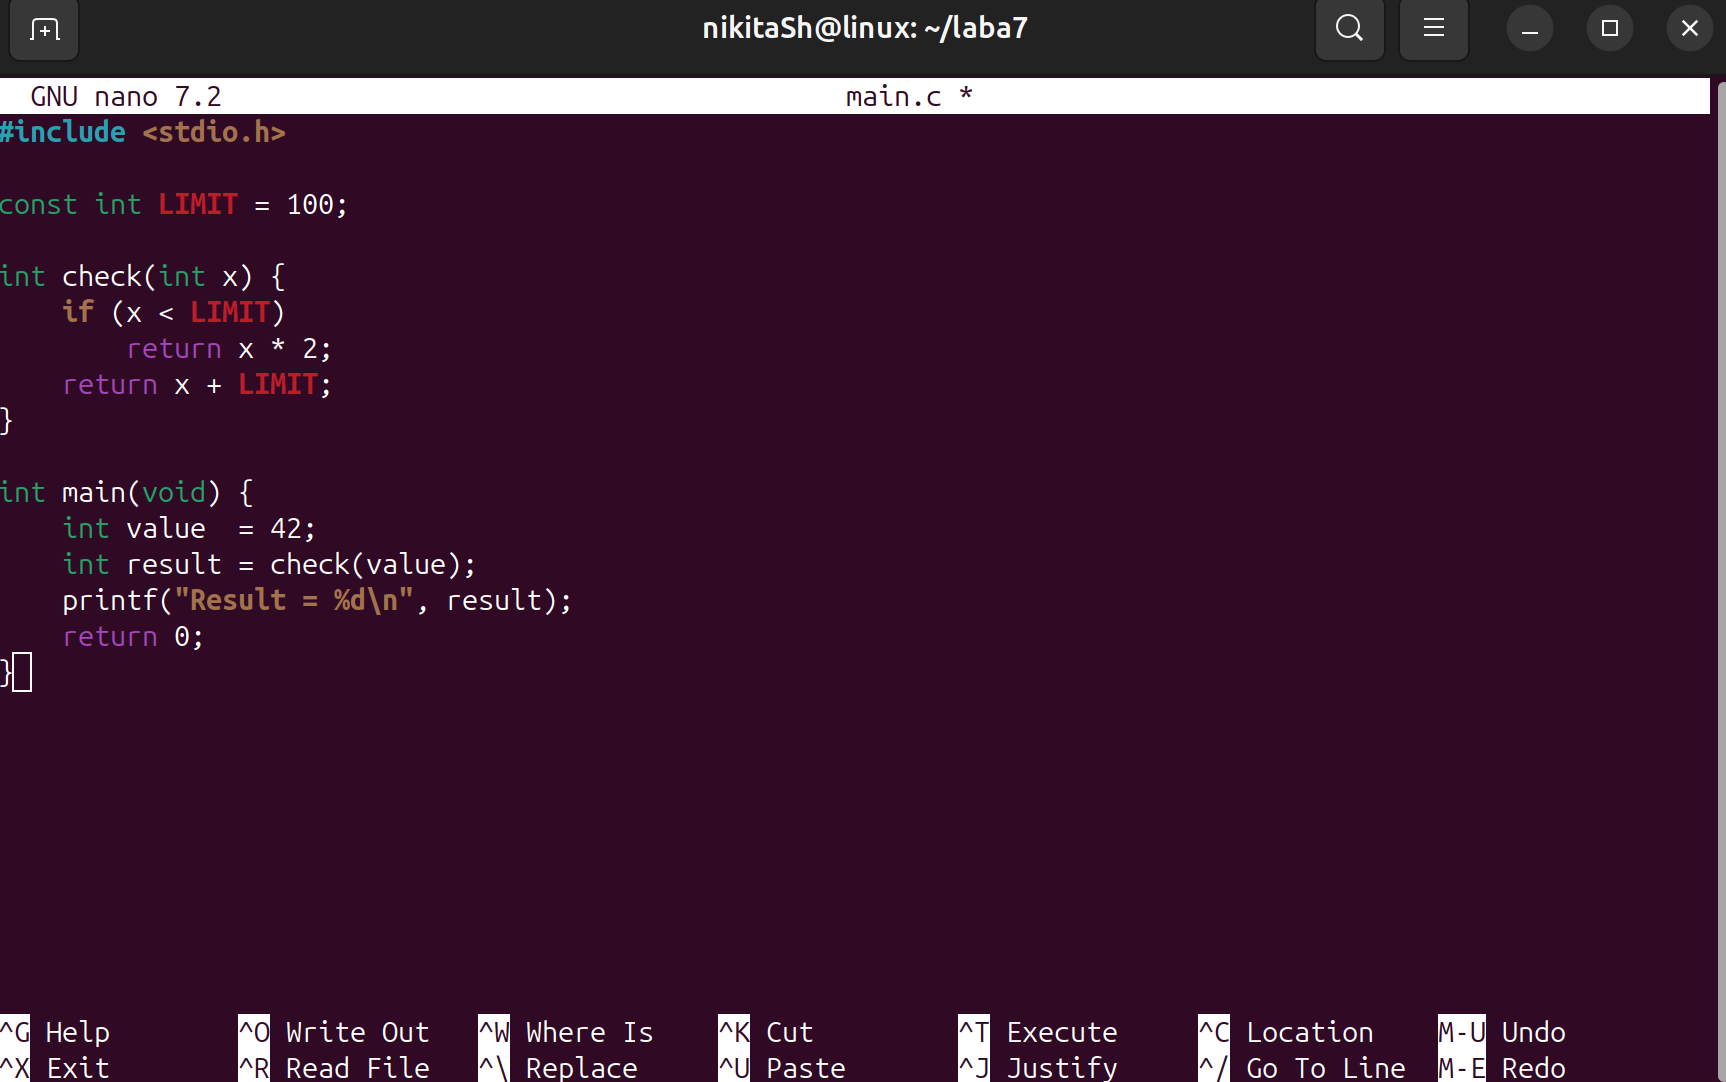 nikitaSh@linux: ~/laba7
GNU nano 7.2 main.c *
#include <stdio.h>

const int LIMIT = 100;

int check(int x) {
    if (x < LIMIT)
        return x * 2;
    return x + LIMIT;
}

int main(void) {
    int value  = 42;
    int result = check(value);
    printf("Result = %d\n", result);
    return 0;
}
^G Help ^O Write Out ^W Where Is ^K Cut ^T Execute ^C Location M-U Undo
^X Exit ^R Read File ^\ Replace ^U Paste ^J Justify ^/ Go To Line M-E Redo